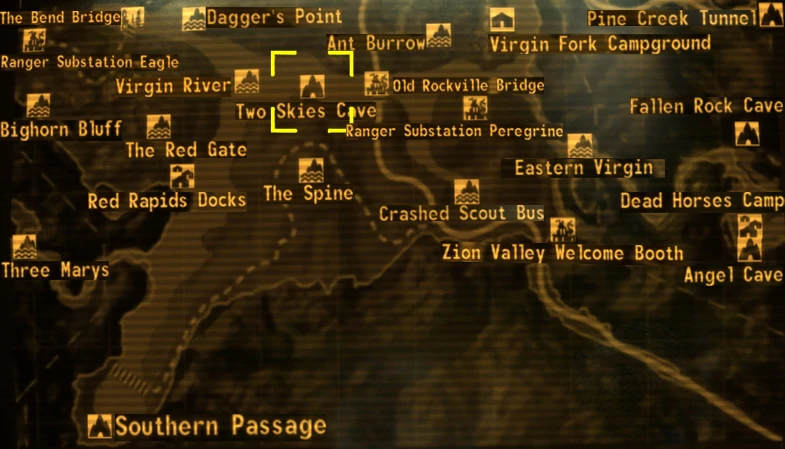 The Bend Bridge
Dagger's Point
Pine Creek Tunnel
Ant Burrow
Virgin Fork Campground
Ranger Substation Eagle
Virgin River
Old Rockville Bridge
Two Skies Cave
Fallen Rock Cave
Bighorn Bluff
Ranger Substation Peregrine
The Red Gate
Eastern Virgin
Red Rapids Docks
The Spine
Dead Horses Camp
Crashed Scout Bus
Zion Valley Welcome Booth
Three Marys
Angel Cave
Southern Passage